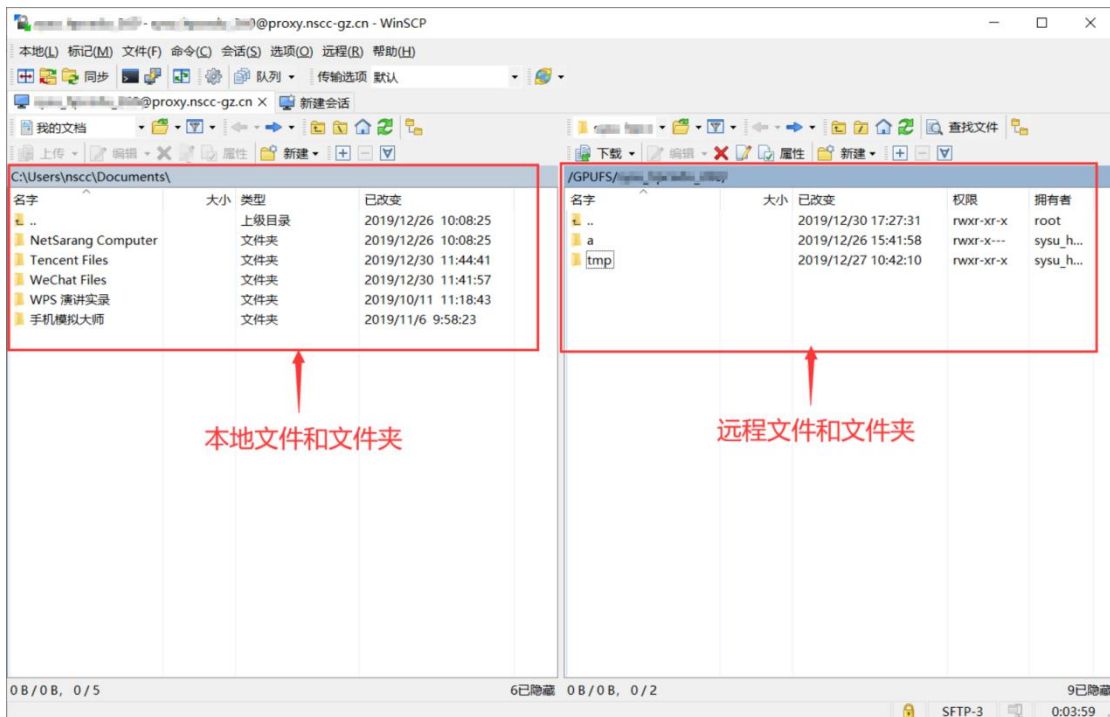 @proxy.nscc-gz.cn - WinSCP
本地(L) 标记(M) 文件(F) 命令(C) 会话(S) 选项(O) 远程(R) 帮助(H)
同步 队列 传输选项 默认
@proxy.nscc-gz.cn × 新建会话
我的文档 查找文件
上传 编辑 属性 新建 下载 编辑 属性 新建
C:\Users\nscc\Documents\ /GPUFS/
名字 大小 类型 已改变 名字 大小 已改变 权限 拥有者
.. 上级目录 2019/12/26 10:08:25 .. 2019/12/30 17:27:31 rwxr-xr-x root
NetSarang Computer 文件夹 2019/12/26 10:08:25 a 2019/12/26 15:41:58 rwxr-x--- sysu_h...
Tencent Files 文件夹 2019/12/30 11:44:41 tmp 2019/12/27 10:42:10 rwxr-xr-x sysu_h...
WeChat Files 文件夹 2019/12/30 11:41:57
WPS 演讲实录 文件夹 2019/10/11 11:18:43
手机模拟大师 文件夹 2019/11/6 9:58:23
本地文件和文件夹 远程文件和文件夹
0 B / 0 B, 0 / 5 6已隐藏 0 B / 0 B, 0 / 2 9已隐藏
SFTP-3 0:03:59